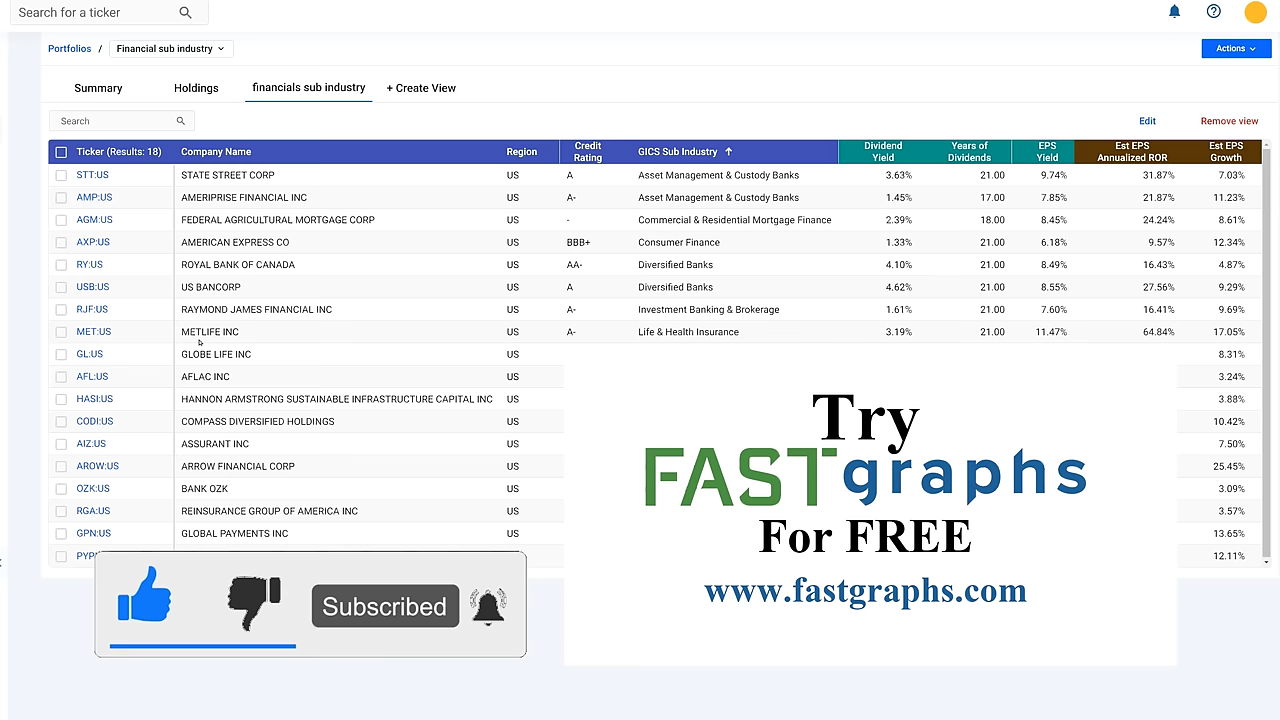 Search for a ticker
Portfolios / Financial sub industry
Actions
Summary Holdings financials sub industry + Create View
Search Edit Remove view
Ticker (Results: 18) Company Name Region Credit Rating GICS Sub Industry Dividend Yield Years of Dividends EPS Yield Est EPS Annualized ROR Est EPS Growth
STT:US STATE STREET CORP US A Asset Management & Custody Banks 3.63% 21.00 9.74% 31.87% 7.03%
AMP:US AMERIPRISE FINANCIAL INC US A- Asset Management & Custody Banks 1.45% 17.00 7.85% 21.87% 11.23%
AGM:US FEDERAL AGRICULTURAL MORTGAGE CORP US - Commercial & Residential Mortgage Finance 2.39% 18.00 8.45% 24.24% 8.61%
AXP:US AMERICAN EXPRESS CO US BBB+ Consumer Finance 1.33% 21.00 6.18% 9.57% 12.34%
RY:US ROYAL BANK OF CANADA US AA- Diversified Banks 4.10% 21.00 8.49% 16.43% 4.87%
USB:US US BANCORP US A Diversified Banks 4.62% 21.00 8.55% 27.56% 9.29%
RJF:US RAYMOND JAMES FINANCIAL INC US A- Investment Banking & Brokerage 1.61% 21.00 7.60% 16.41% 9.69%
MET:US METLIFE INC US A- Life & Health Insurance 3.19% 21.00 11.47% 64.84% 17.05%
GL:US GLOBE LIFE INC US 8.31%
AFL:US AFLAC INC US 3.24%
HASI:US HANNON ARMSTRONG SUSTAINABLE INFRASTRUCTURE CAPITAL INC US 3.88%
CODI:US COMPASS DIVERSIFIED HOLDINGS US 10.42%
AIZ:US ASSURANT INC US 7.50%
AROW:US ARROW FINANCIAL CORP US 25.45%
OZK:US BANK OZK US 3.09%
RGA:US REINSURANCE GROUP OF AMERICA INC US 3.57%
GPN:US GLOBAL PAYMENTS INC US 13.65%
12.11%
Try
FASTgraphs
For FREE
www.fastgraphs.com
Subscribed